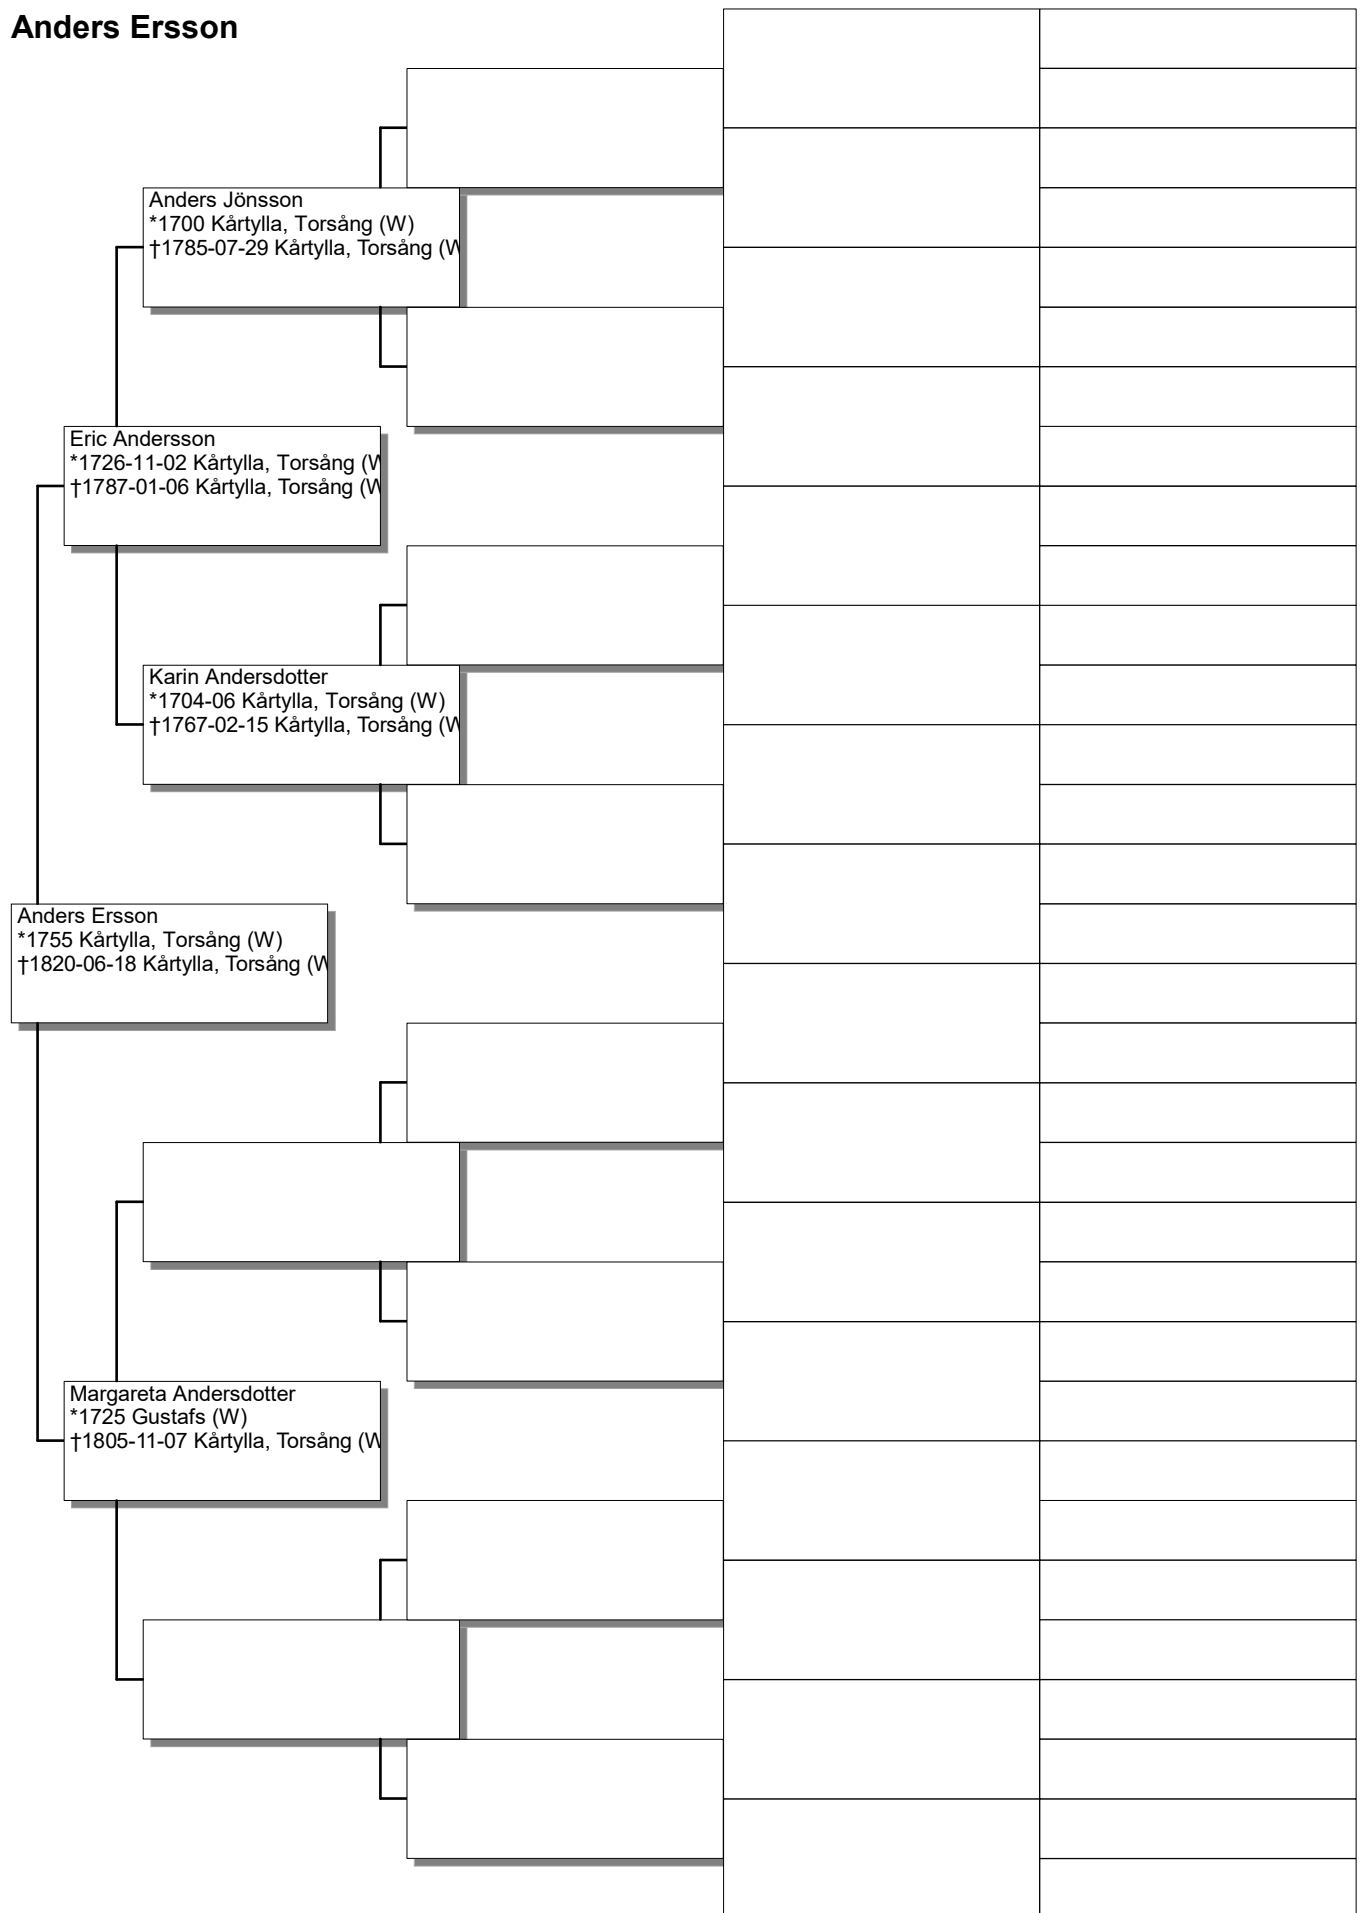 Anders Ersson
Anders Jönsson
*1700 Kårtylla, Torsång (W)
†1785-07-29 Kårtylla, Torsång (W
Eric Andersson
*1726-11-02 Kårtylla, Torsång (W
†1787-01-06 Kårtylla, Torsång (W
Karin Andersdotter
*1704-06 Kårtylla, Torsång (W)
†1767-02-15 Kårtylla, Torsång (W
Anders Ersson
*1755 Kårtylla, Torsång (W)
†1820-06-18 Kårtylla, Torsång (W
Margareta Andersdotter
*1725 Gustafs (W)
†1805-11-07 Kårtylla, Torsång (W